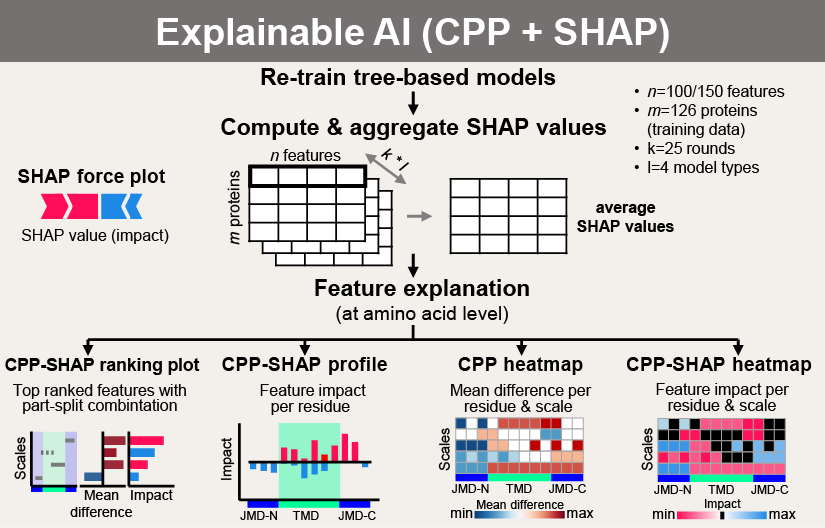 Explainable AI (CPP + SHAP)
Re-train tree-based models
• n=100/150 features
• m=126 proteins
(training data)
• k=25 rounds
• l=4 model types
Compute & aggregate SHAP values
n features
k * l
m proteins
SHAP force plot
SHAP value (impact)
average
SHAP values
Feature explanation
(at amino acid level)
CPP-SHAP ranking plot
Top ranked features with
part-split combintation
Scales
Mean
difference
Impact
CPP-SHAP profile
Feature impact
per residue
Impact
JMD-N
TMD
JMD-C
CPP heatmap
Mean difference per
residue & scale
Scales
JMD-N
TMD
JMD-C
Mean difference
min
max
CPP-SHAP heatmap
Feature impact per
residue & scale
Scales
JMD-N
TMD
JMD-C
Impact
min
max